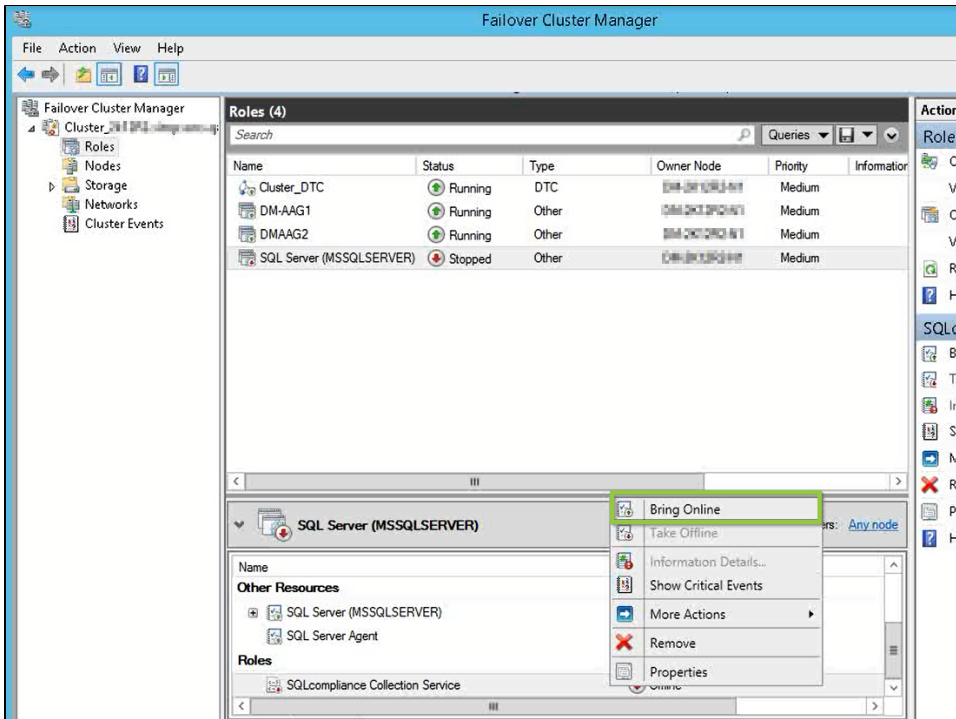 Failover Cluster Manager
File Action View Help
Failover Cluster Manager
Cluster_
Roles
Nodes
Storage
Networks
Cluster Events
Roles (4)
Search
Queries
Name Status Type Owner Node Priority Information
Cluster_DTC Running DTC Medium
DM-AAG1 Running Other Medium
DMAAG2 Running Other Medium
SQL Server (MSSQLSERVER) Stopped Other Medium
SQL Server (MSSQLSERVER)
Any node
Name
Other Resources
SQL Server (MSSQLSERVER)
SQL Server Agent
Roles
SQLcompliance Collection Service
Bring Online
Take Offline
Information Details...
Show Critical Events
More Actions
Remove
Properties